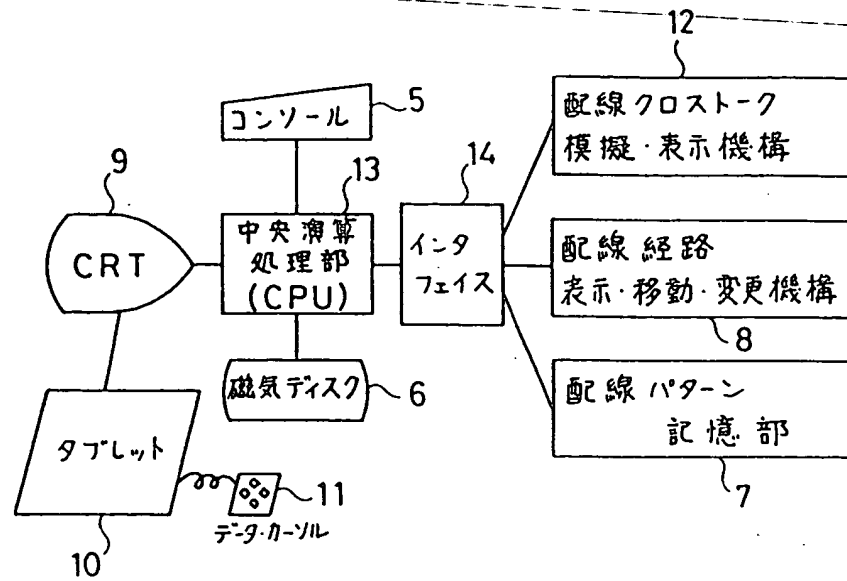 12
配線クロストーク
模擬・表示機構
コンソール
5
9
13
14
CRT
中央演算
処理部
(CPU)
インタ
フェイス
配線経路
表示・移動・変更機構
8
磁気ディスク
6
配線パターン
記憶部
7
タブレット
11
データ・カーソル
10